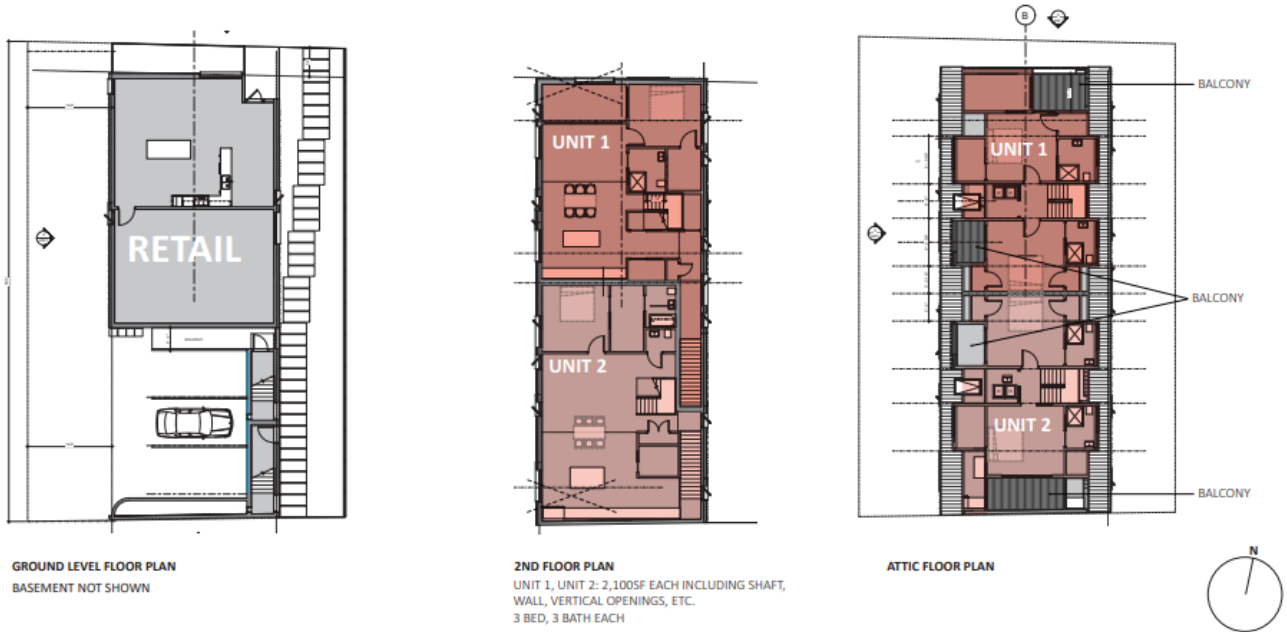 RETAIL
GROUND LEVEL FLOOR PLAN
BASEMENT NOT SHOWN
UNIT 1
UNIT 2
2ND FLOOR PLAN
UNIT 1, UNIT 2: 2,100SF EACH INCLUDING SHAFT,
WALL, VERTICAL OPENINGS, ETC.
3 BED, 3 BATH EACH
B
BALCONY
UNIT 1
BALCONY
UNIT 2
BALCONY
ATTIC FLOOR PLAN
N